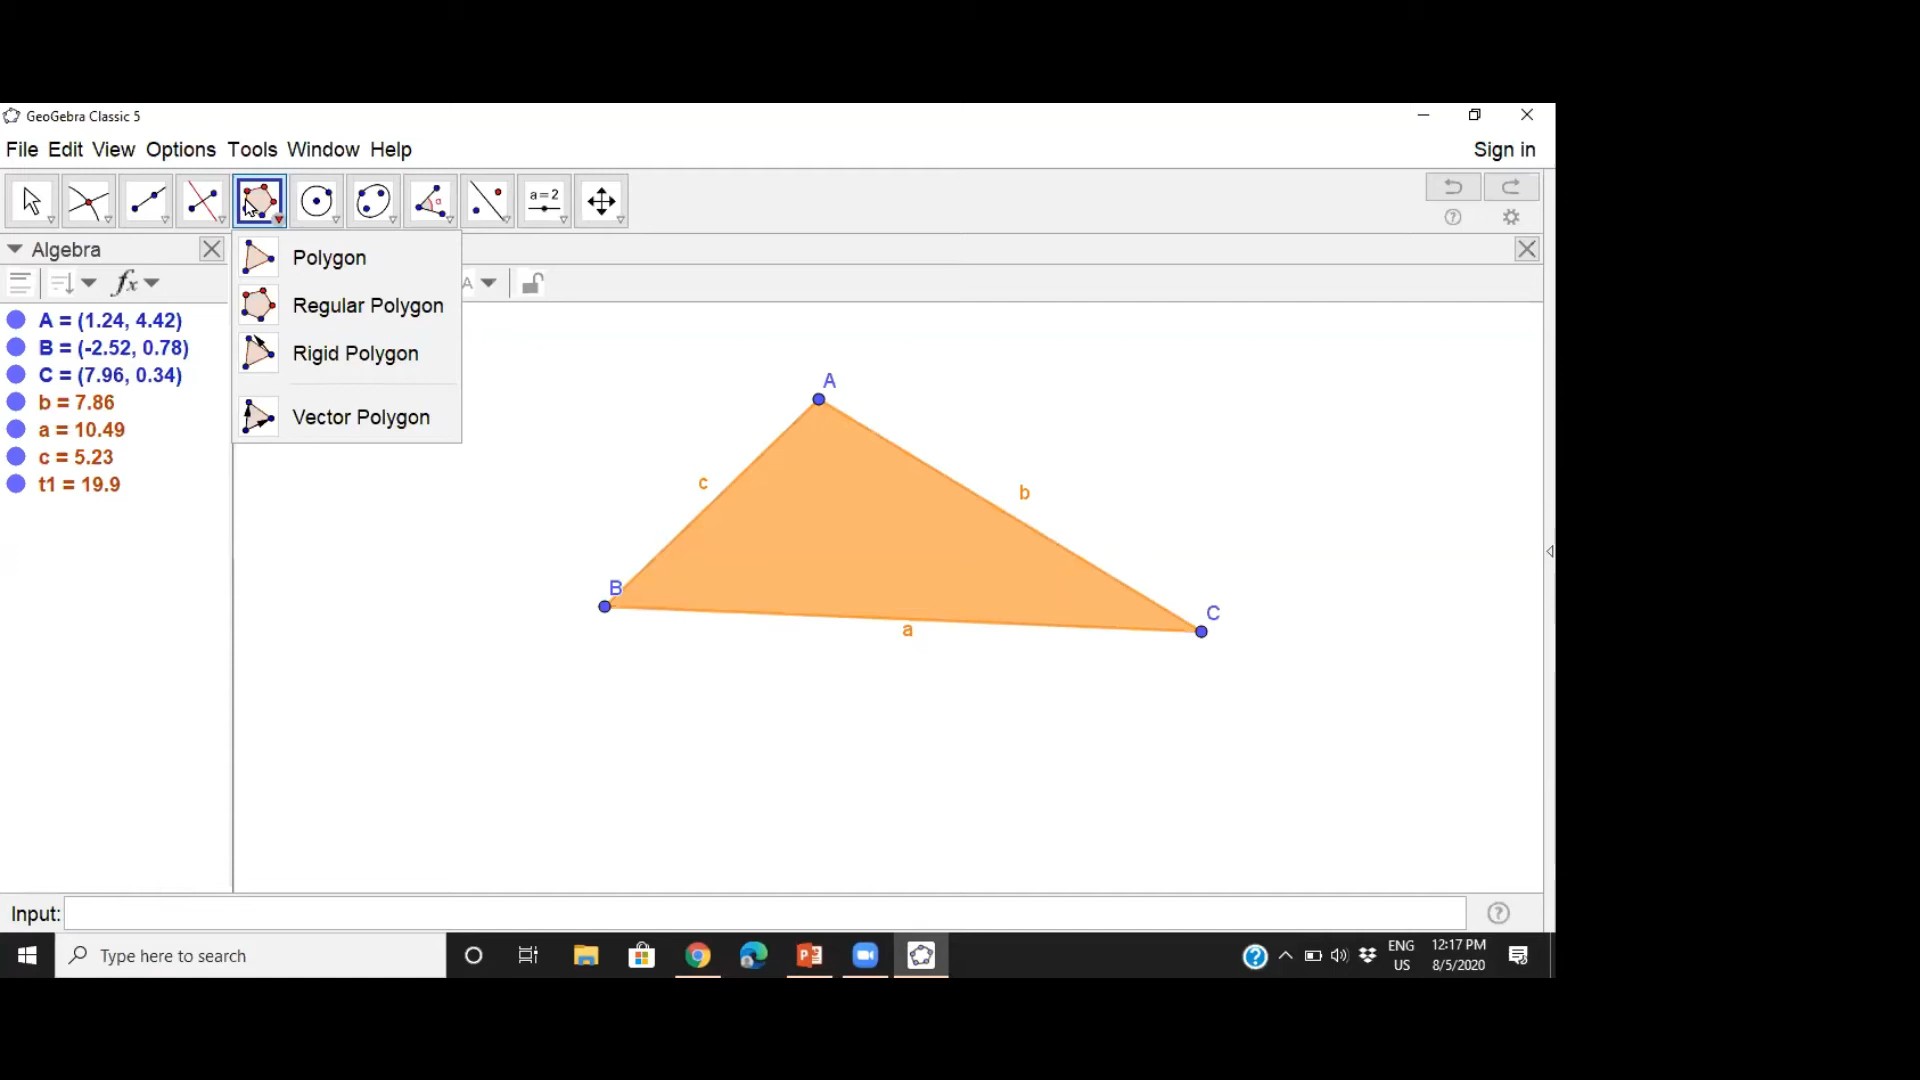 GeoGebra Classic 5
File Edit View Options Tools Window Help
Sign in
a=2
Algebra
fx
Polygon
Regular Polygon
Rigid Polygon
Vector Polygon
A = (1.24, 4.42)
B = (-2.52, 0.78)
C = (7.96, 0.34)
b = 7.86
a = 10.49
c = 5.23
t1 = 19.9
A
c
b
B
a
C
Input:
Type here to search
ENG
US
12:17 PM
8/5/2020